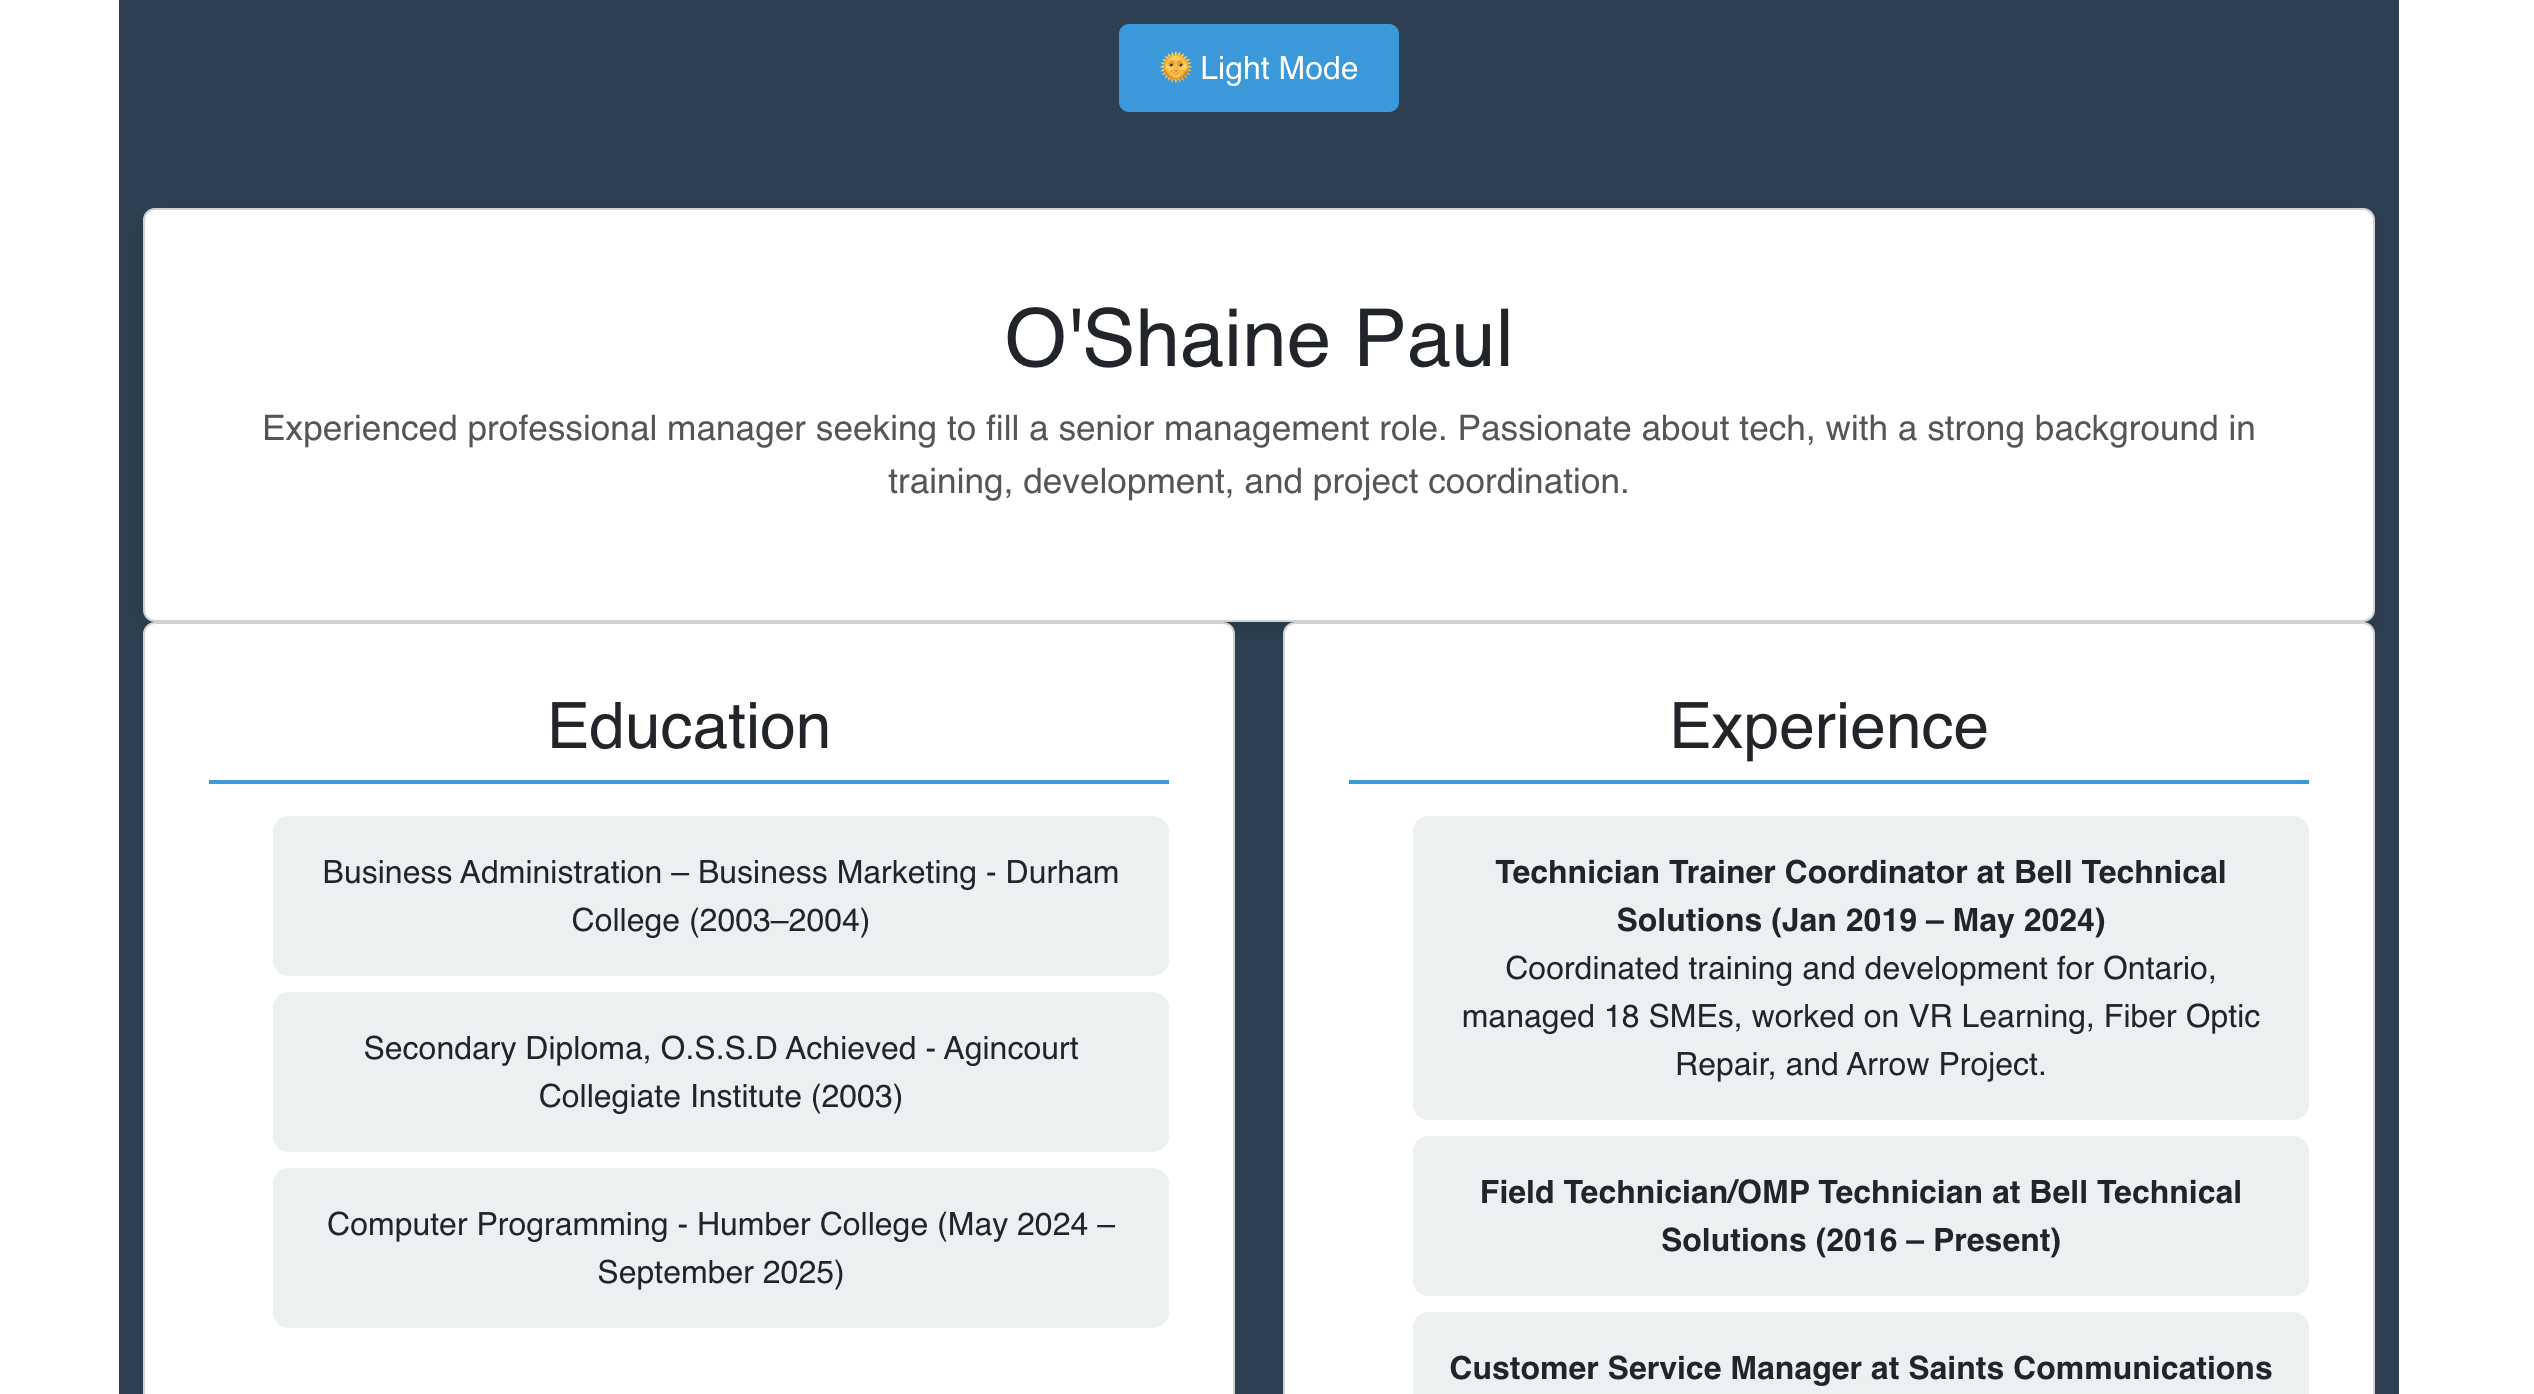 🌞 Light Mode
O'Shaine Paul
Experienced professional manager seeking to fill a senior management role. Passionate about tech, with a strong background in
training, development, and project coordination.
Education
Business Administration – Business Marketing - Durham
College (2003–2004)
Secondary Diploma, O.S.S.D Achieved - Agincourt
Collegiate Institute (2003)
Computer Programming - Humber College (May 2024 –
September 2025)
Experience
Technician Trainer Coordinator at Bell Technical
Solutions (Jan 2019 – May 2024)
Coordinated training and development for Ontario,
managed 18 SMEs, worked on VR Learning, Fiber Optic
Repair, and Arrow Project.
Field Technician/OMP Technician at Bell Technical
Solutions (2016 – Present)
Customer Service Manager at Saints Communications